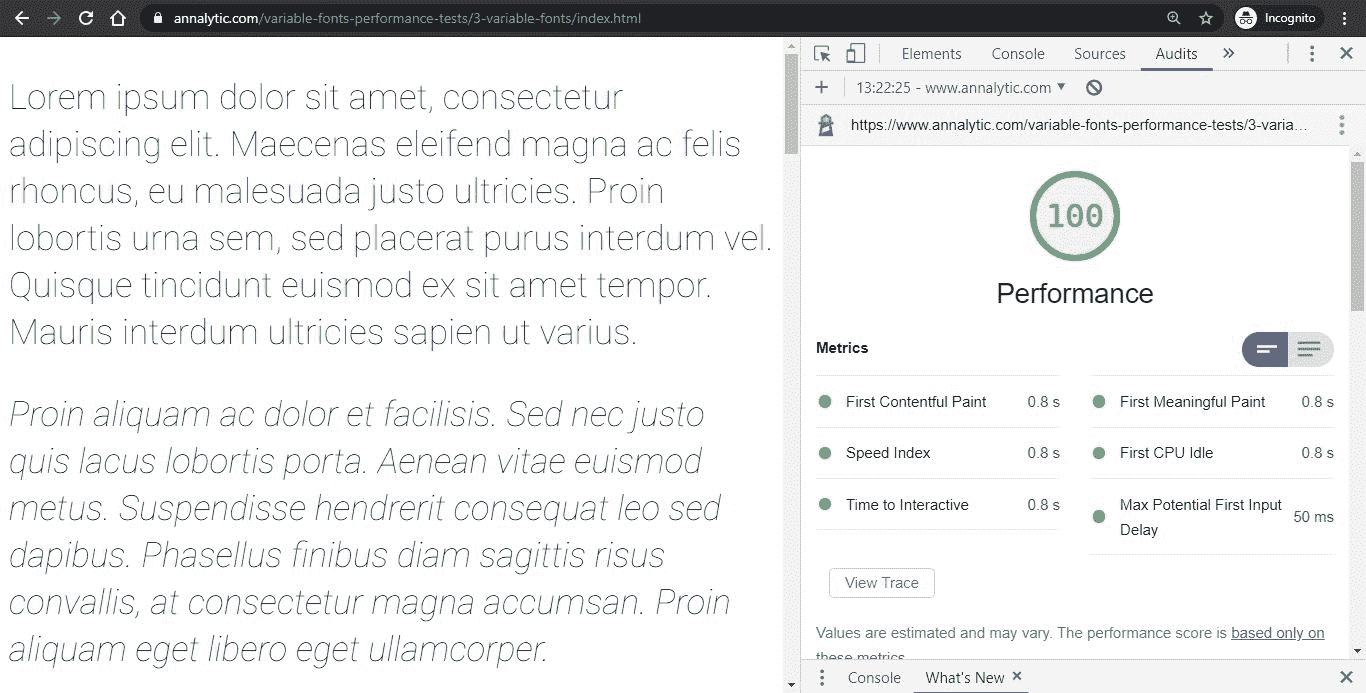 annalytic.com/variable-fonts-performance-tests/3-variable-fonts/index.html
Incognito
Lorem ipsum dolor sit amet, consectetur
adipiscing elit. Maecenas eleifend magna ac felis
rhoncus, eu malesuada justo ultricies. Proin
lobortis urna sem, sed placerat purus interdum vel.
Quisque tincidunt euismod ex sit amet tempor.
Mauris interdum ultricies sapien ut varius.
Proin aliquam ac dolor et facilisis. Sed nec justo
quis lacus lobortis porta. Aenean vitae euismod
metus. Suspendisse hendrerit consequat leo sed
dapibus. Phasellus finibus diam sagittis risus
convallis, at consectetur magna accumsan. Proin
aliquam eget libero eget ullamcorper.
Elements Console Sources Audits »
13:22:25 - www.annalytic.com
https://www.annalytic.com/variable-fonts-performance-tests/3-varia...
100
Performance
Metrics
First Contentful Paint 0.8 s
First Meaningful Paint 0.8 s
Speed Index 0.8 s
First CPU Idle 0.8 s
Time to Interactive 0.8 s
Max Potential First Input
Delay
50 ms
View Trace
Values are estimated and may vary. The performance score is based only on
these metrics
Console What's New